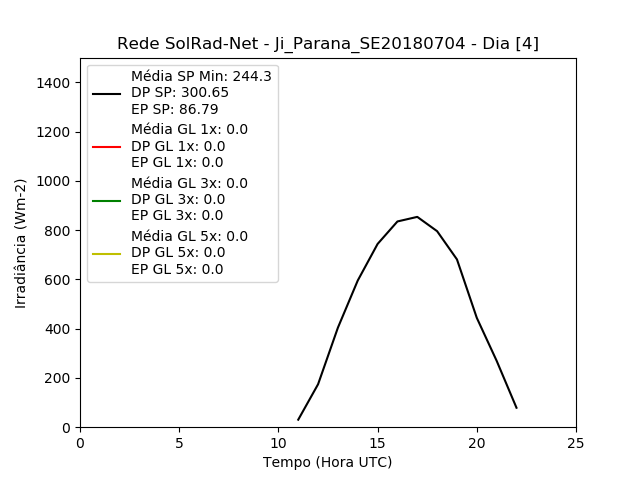 Rede SolRad-Net - Ji_Parana_SE20180704 - Dia [4]
Média SP Min: 244.3
DP SP: 300.65
EP SP: 86.79
Média GL 1x: 0.0
DP GL 1x: 0.0
EP GL 1x: 0.0
Média GL 3x: 0.0
DP GL 3x: 0.0
EP GL 3x: 0.0
Média GL 5x: 0.0
DP GL 5x: 0.0
EP GL 5x: 0.0
Irradiância (Wm-2)
1400
1200
1000
800
600
400
200
0
0 5 10 15 20 25
Tempo (Hora UTC)